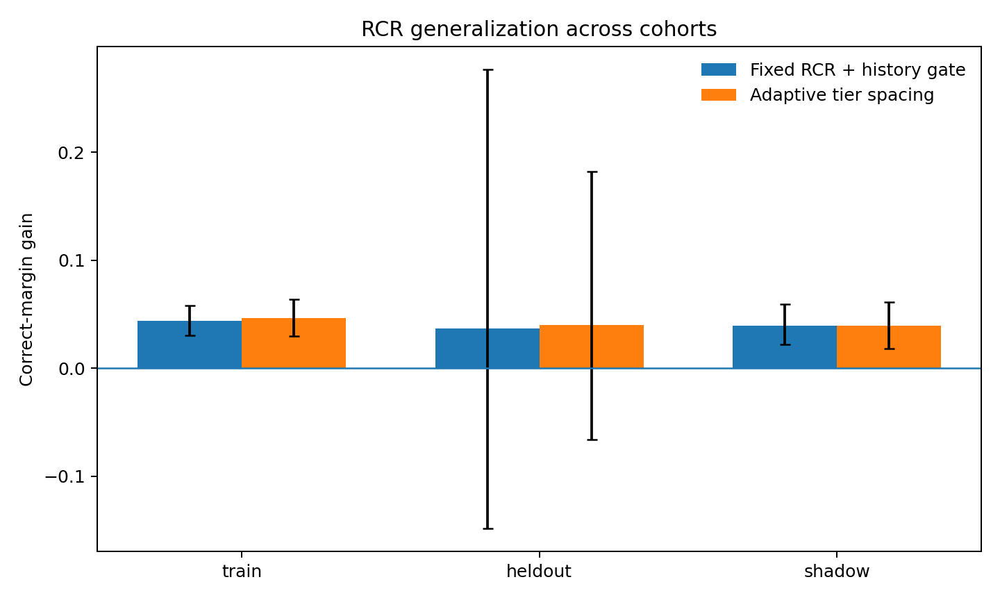 RCR generalization across cohorts
Fixed RCR + history gate
Adaptive tier spacing
Correct-margin gain
0.2
0.1
0.0
−0.1
train
heldout
shadow